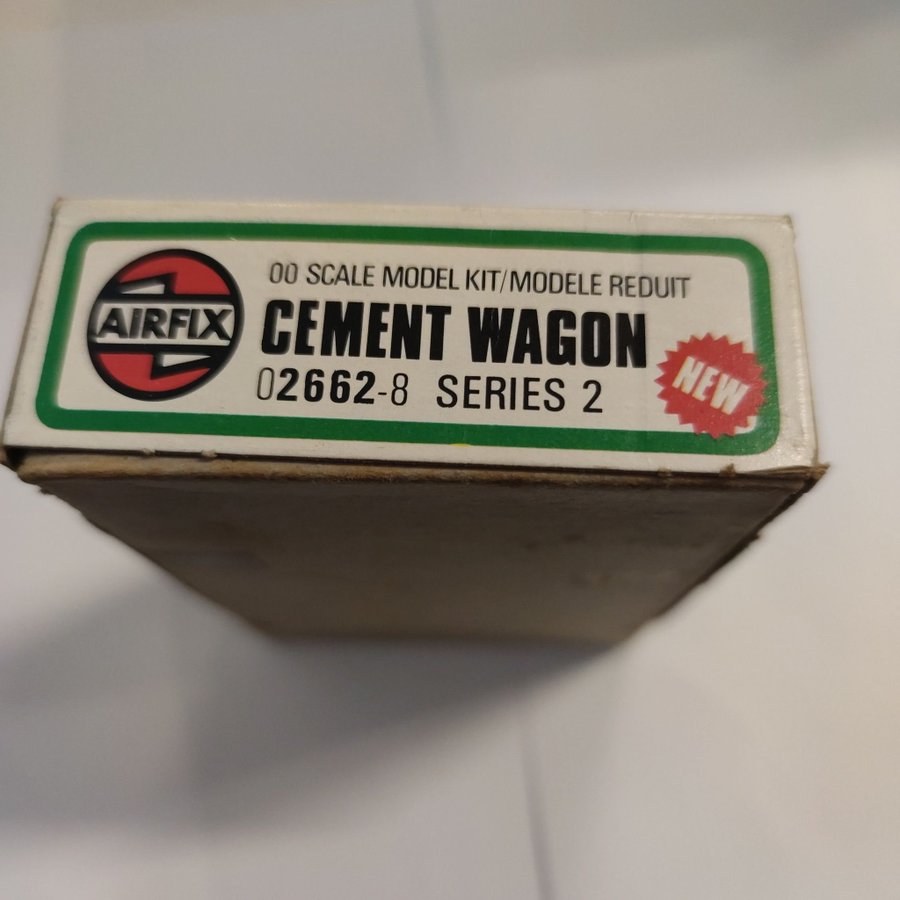 AIRFIX
00 SCALE MODEL KIT/MODELE REDUIT
CEMENT WAGON
02662-8 SERIES 2
NEW